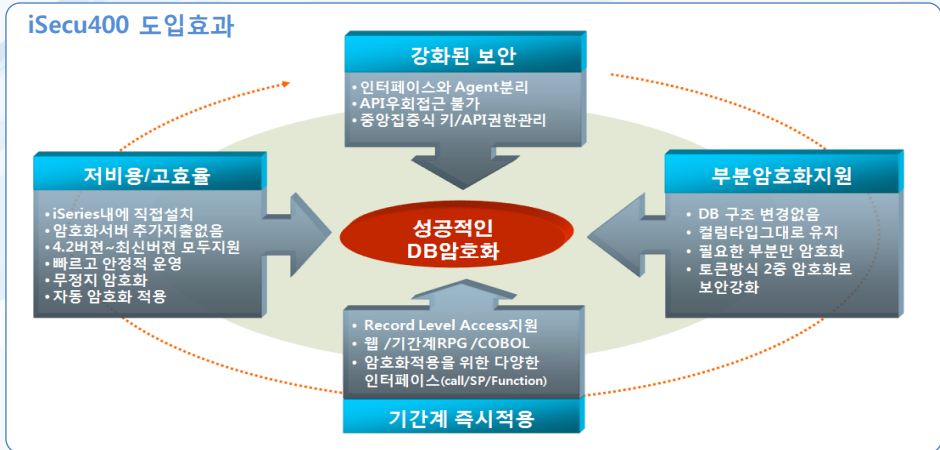 iSecu400 도입효과
강화된 보안
•인터페이스와 Agent분리
•API우회접근 불가
•중앙집중식 키/API권한관리
저비용/고효율
•iSeries내에 직접설치
•암호화서버 추가지출없음
•4.2버젼~최신버젼 모두지원
•빠르고 안정적 운영
•무정지 암호화
•자동 암호화 적용
성공적인
DB암호화
부분암호화지원
• DB 구조 변경없음
• 컬럼타입그대로 유지
• 필요한 부분만 암호화
• 토큰방식 2중 암호화로
보안강화
• Record Level Access지원
• 웹 /기간계RPG /COBOL
• 암호화적용을 위한 다양한
인터페이스(call/SP/Function)
기간계 즉시적용